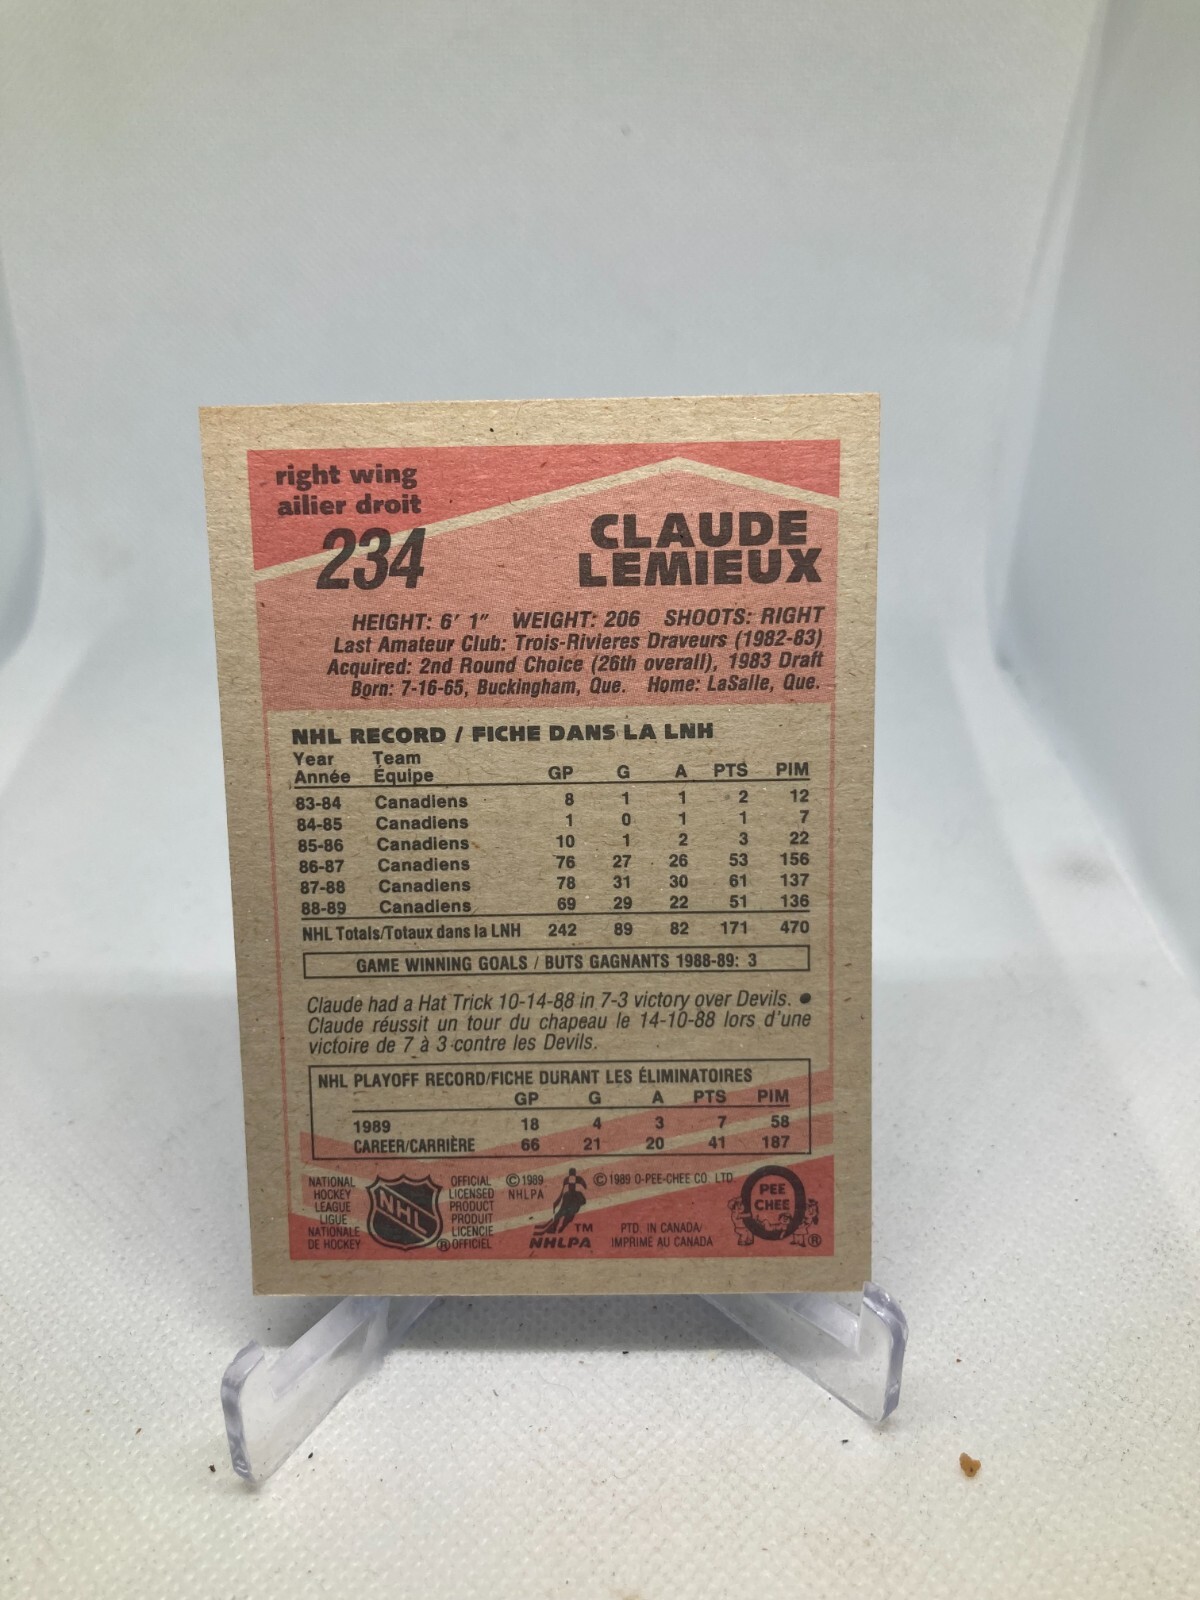 right wing
ailier droit
234
CLAUDE
LEMIEUX
HEIGHT: 6' 1" WEIGHT: 206 SHOOTS: RIGHT
Last Amateur Club: Trois-Rivieres Draveurs (1982-83)
Acquired: 2nd Round Choice (26th overall), 1983 Draft
Born: 7-16-65, Buckingham, Que. Home: LaSalle, Que.
NHL RECORD / FICHE DANS LA LNH
Year Team
Année Équipe GP G A PTS PIM
83-84 Canadiens 8 1 1 2 12
84-85 Canadiens 1 0 1 1 7
85-86 Canadiens 10 1 2 3 22
86-87 Canadiens 76 27 26 53 156
87-88 Canadiens 78 31 30 61 137
88-89 Canadiens 69 29 22 51 136
NHL Totals/Totaux dans la LNH 242 89 82 171 470
GAME WINNING GOALS / BUTS GAGNANTS 1988-89: 3
Claude had a Hat Trick 10-14-88 in 7-3 victory over Devils. ●
Claude réussit un tour du chapeau le 14-10-88 lors d'une
victoire de 7 à 3 contre les Devils.
NHL PLAYOFF RECORD/FICHE DURANT LES ÉLIMINATOIRES
GP G A PTS PIM
1989 18 4 3 7 58
CAREER/CARRIÈRE 66 21 20 41 187
NATIONAL
HOCKEY
LEAGUE
LIGUE
NATIONALE
DE HOCKEY
NHL
OFFICIAL
LICENSED
PRODUCT
PRODUIT
LICENCIE
® OFFICIEL
© 1989
NHLPA
TM
NHLPA
© 1989 O-PEE-CHEE CO. LTD.
PTD. IN CANADA/
IMPRIME AU CANADA
O
PEE
CHEE
®